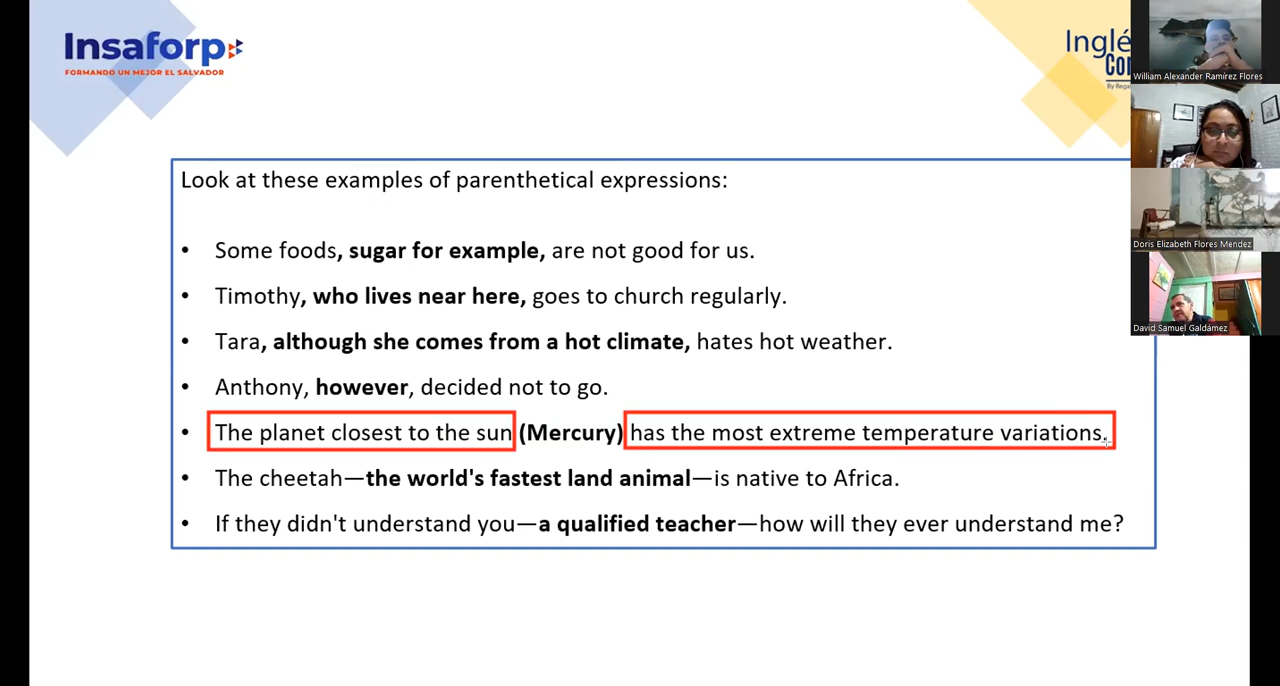 Insaforp
FORMANDO UN MEJOR EL SALVADOR
William Alexander Ramírez Flores
Look at these examples of parenthetical expressions:
• Some foods, sugar for example, are not good for us.
• Timothy, who lives near here, goes to church regularly.
Doris Elizabeth Flores Mendez
• Tara, although she comes from a hot climate, hates hot weather.
David Samuel Galdámez
• Anthony, however, decided not to go.
• The planet closest to the sun (Mercury) has the most extreme temperature variations.
• The cheetah—the world's fastest land animal—is native to Africa.
• If they didn't understand you—a qualified teacher—how will they ever understand me?